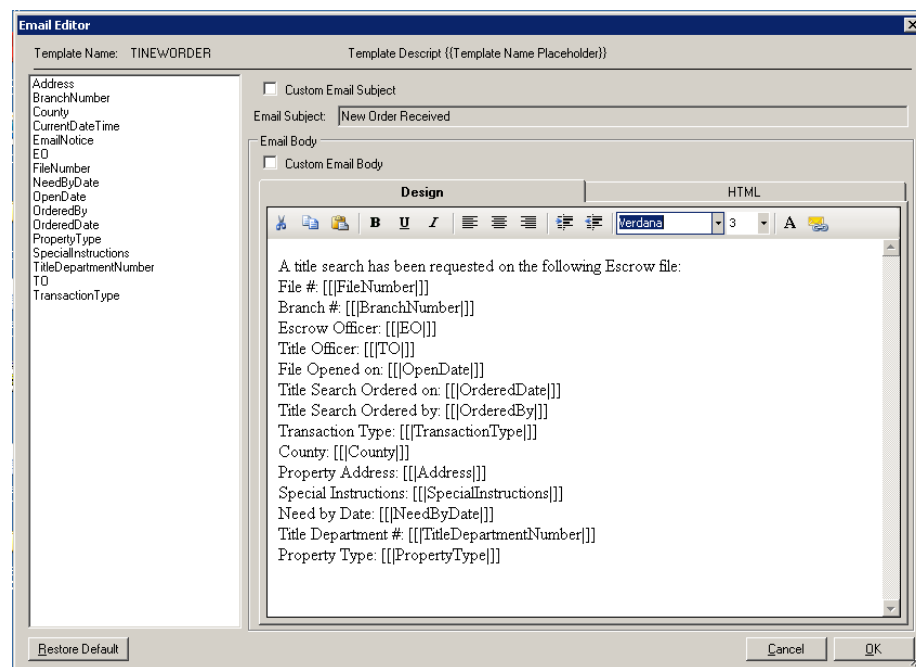 Email Editor
Template Name: TINEWORDER Template Descript {{Template Name Placeholder}}
Address
BranchNumber
County
CurrentDateTime
EmailNotice
EO
FileNumber
NeedByDate
OpenDate
OrderedBy
OrderedDate
PropertyType
SpecialInstructions
TitleDepartmentNumber
TO
TransactionType
Custom Email Subject
Email Subject: New Order Received
Email Body
Custom Email Body
Design HTML
B U I Verdana 3 A
A title search has been requested on the following Escrow file:
File #: [[|FileNumber|]]
Branch #: [[|BranchNumber|]]
Escrow Officer: [[|EO|]]
Title Officer: [[|TO|]]
File Opened on: [[|OpenDate|]]
Title Search Ordered on: [[|OrderedDate|]]
Title Search Ordered by: [[|OrderedBy|]]
Transaction Type: [[|TransactionType|]]
County: [[|County|]]
Property Address: [[|Address|]]
Special Instructions: [[|SpecialInstructions|]]
Need by Date: [[|NeedByDate|]]
Title Department #: [[|TitleDepartmentNumber|]]
Property Type: [[|PropertyType|]]
Restore Default Cancel OK